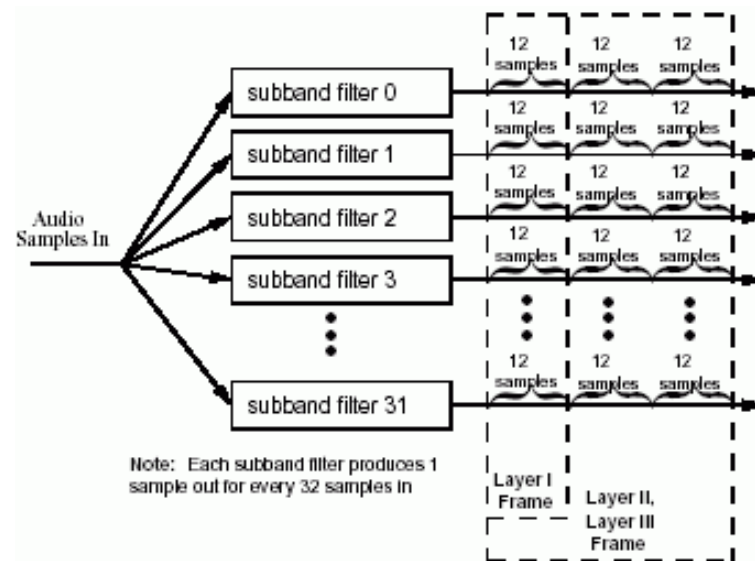 12 12 12
samples samples samples
subband filter 0
12 12 12
samples samples samples
subband filter 1
12 12 12
samples samples samples
subband filter 2
Audio
Samples In
12 12 12
samples samples samples
subband filter 3
12 12 12
samples samples samples
subband filter 31
Note: Each subband filter produces 1
sample out for every 32 samples in
Layer I
Frame
Layer II,
Layer III
Frame